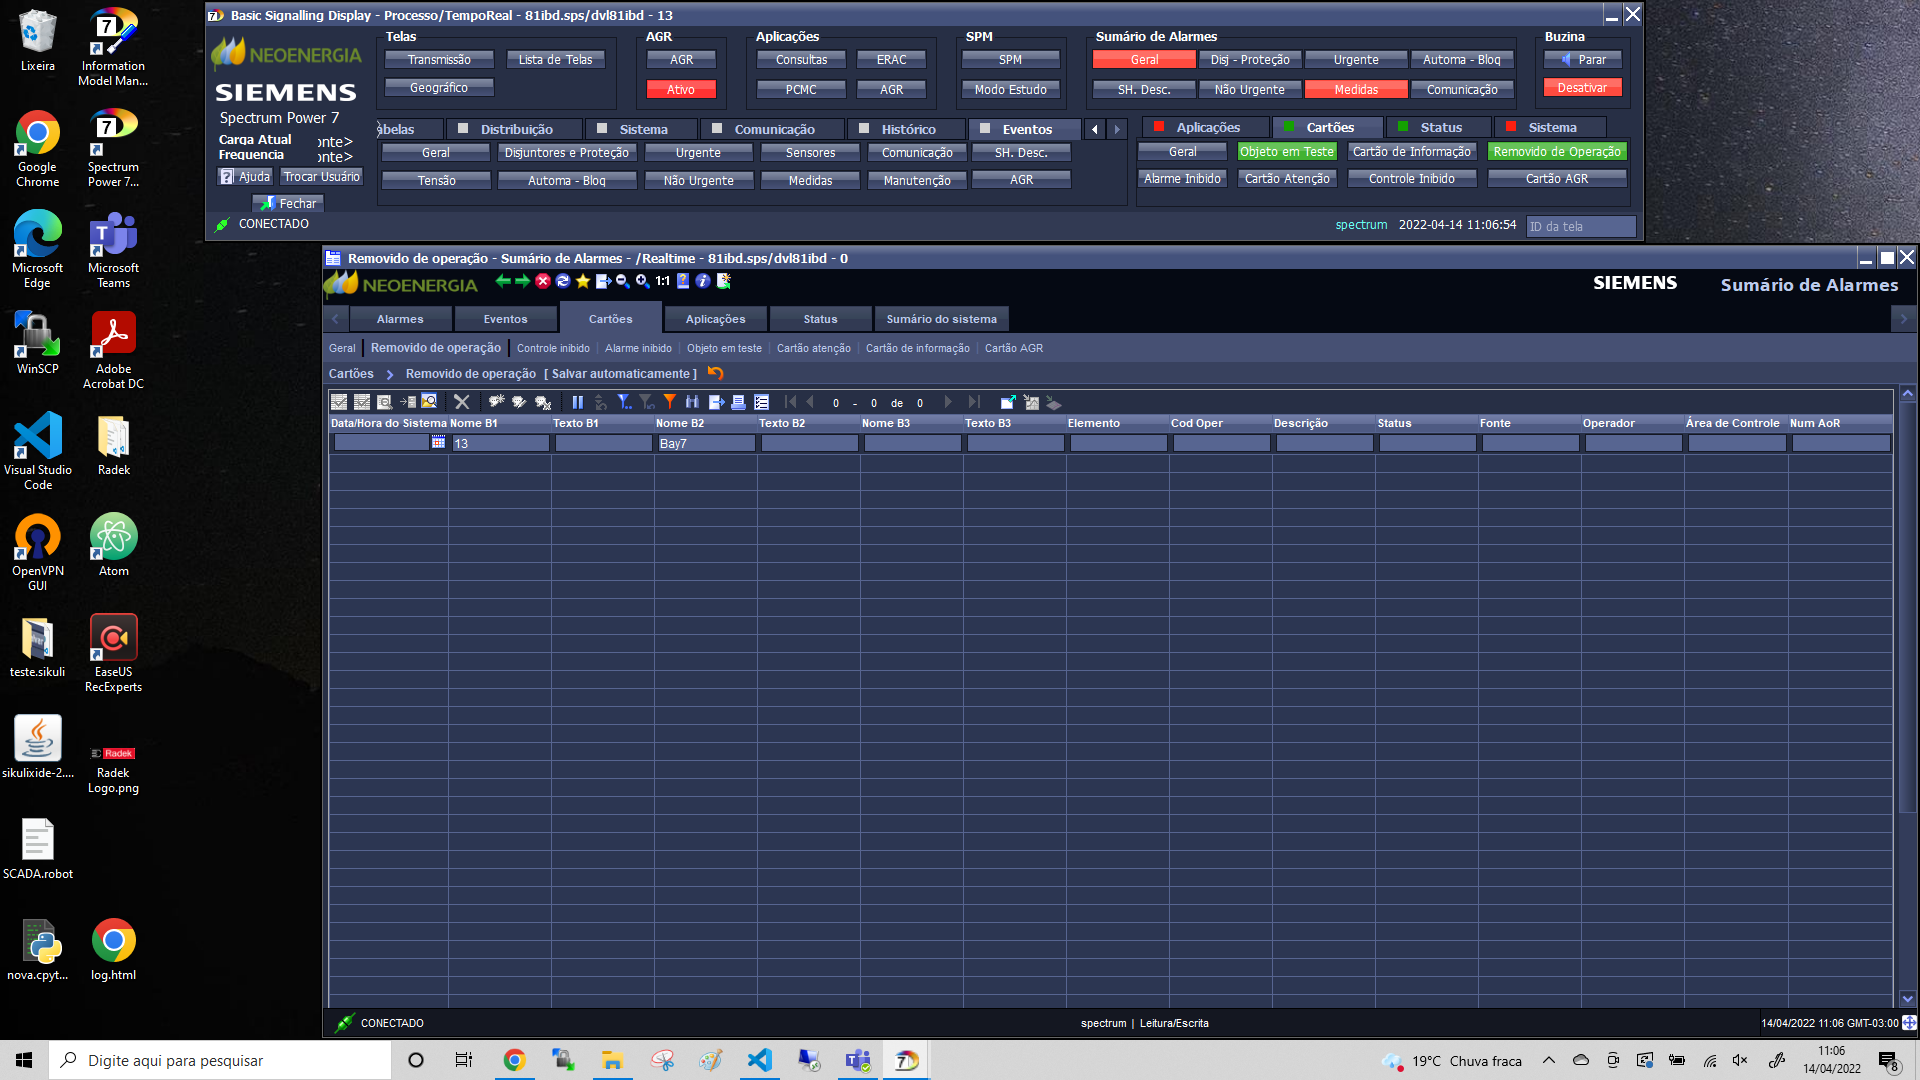 Lixeira
Information
Model Man...
Google
Chrome
Spectrum
Power 7...
Microsoft
Edge
Microsoft
Teams
WinSCP
Adobe
Acrobat DC
Visual Studio
Code
Radek
OpenVPN
GUI
Atom
teste.sikuli
EaseUS
RecExperts
sikulixide-2....
Radek
Radek
Logo.png
SCADA.robot
nova.cpyt...
log.html
Basic Signalling Display - Processo/TempoReal - 81ibd.sps/dvl81ibd - 13
NEOENERGIA
SIEMENS
Spectrum Power 7
Carga Atual
onte>
Frequencia
onte>
Ajuda
Trocar Usuário
Fechar
CONECTADO
Telas
Transmissão
Lista de Telas
Geográfico
AGR
AGR
Ativo
Aplicações
Consultas
ERAC
PCMC
AGR
SPM
SPM
Modo Estudo
Sumário de Alarmes
Geral
Disj - Proteção
Urgente
Automa - Bloq
SH. Desc.
Não Urgente
Medidas
Comunicação
Buzina
Parar
Desativar
abelas
Distribuição
Sistema
Comunicação
Histórico
Eventos
Geral
Disjuntores e Proteção
Urgente
Sensores
Comunicação
SH. Desc.
Tensão
Automa - Bloq
Não Urgente
Medidas
Manutenção
AGR
Aplicações
Cartões
Status
Sistema
Geral
Objeto em Teste
Cartão de Informação
Removido de Operação
Alarme Inibido
Cartão Atenção
Controle Inibido
Cartão AGR
spectrum
2022-04-14 11:06:54
ID da tela
Removido de operação - Sumário de Alarmes - /Realtime - 81ibd.sps/dvl81ibd - 0
NEOENERGIA
1:1
SIEMENS
Sumário de Alarmes
Alarmes
Eventos
Cartões
Aplicações
Status
Sumário do sistema
Geral
Removido de operação
Controle inibido
Alarme inibido
Objeto em teste
Cartão atenção
Cartão de informação
Cartão AGR
Cartões
Removido de operação
[ Salvar automaticamente ]
0 - 0 de 0
Data/Hora do Sistema
Nome B1
Texto B1
Nome B2
Texto B2
Nome B3
Texto B3
Elemento
Cod Oper
Descrição
Status
Fonte
Operador
Área de Controle
Num AoR
13
Bay7
CONECTADO
spectrum | Leitura/Escrita
14/04/2022 11:06 GMT-03:00
Digite aqui para pesquisar
19°C Chuva fraca
11:06
14/04/2022
8